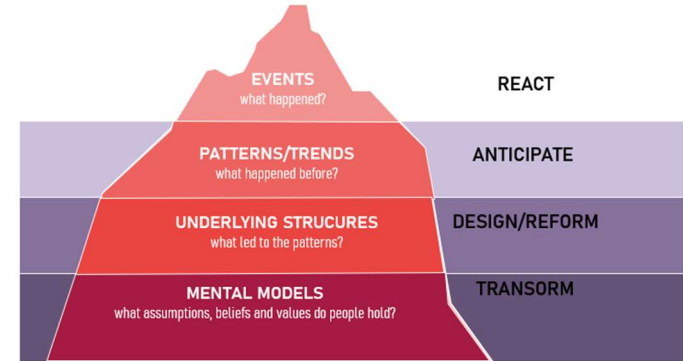 EVENTS
what happened?
REACT
PATTERNS/TRENDS
what happened before?
ANTICIPATE
UNDERLYING STRUCURES
what led to the patterns?
DESIGN/REFORM
MENTAL MODELS
what assumptions, beliefs and values do people hold?
TRANSORM